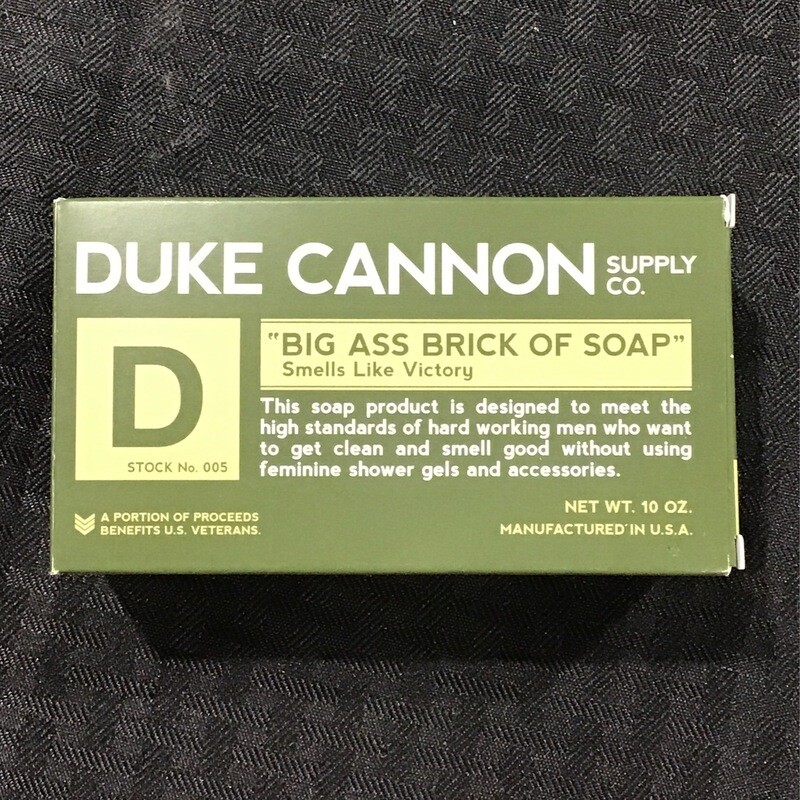 DUKE CANNON SUPPLY CO.
D
STOCK No. 005
"BIG ASS BRICK OF SOAP"
Smells Like Victory
This soap product is designed to meet the
high standards of hard working men who want
to get clean and smell good without using
feminine shower gels and accessories.
A PORTION OF PROCEEDS
BENEFITS U.S. VETERANS.
NET WT. 10 OZ.
MANUFACTURED IN U.S.A.